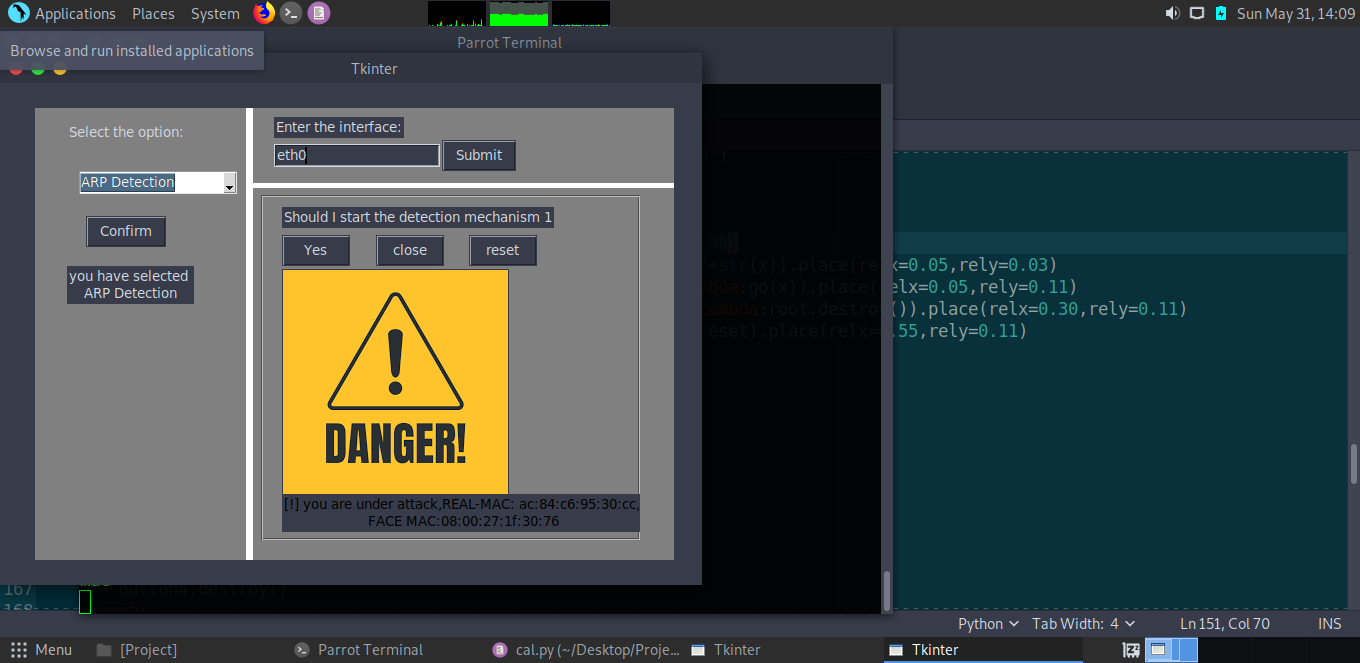 Applications Places System Sun May 31, 14:09
Browse and run installed applications
Parrot Terminal
Tkinter
Select the option:
ARP Detection
Confirm
you have selected
ARP Detection
Enter the interface:
eth0 Submit
Should I start the detection mechanism 1
Yes close reset
DANGER!
[!] you are under attack,REAL-MAC: ac:84:c6:95:30:cc,
FACE MAC:08:00:27:1f:30:76
98)
"+str(x)).place(relx=0.05,rely=0.03)
mbda:go(x)).place(relx=0.05,rely=0.11)
lambda:root.destroy()).place(relx=0.30,rely=0.11)
reset).place(relx=0.55,rely=0.11)
167 button4.destroy()
168
Python Tab Width: 4 Ln 151, Col 70 INS
Menu [Project] Parrot Terminal cal.py (~/Desktop/Proje... Tkinter Tkinter